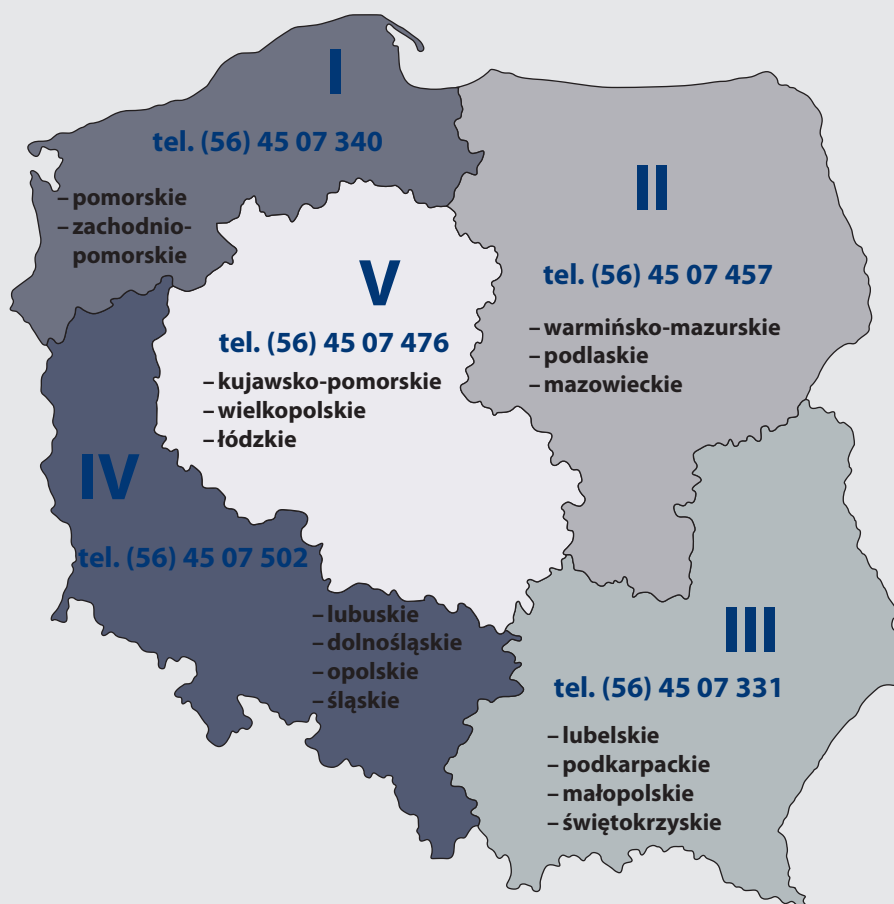 I
tel. (56) 45 07 340
– pomorskie
– zachodnio-
pomorskie
II
tel. (56) 45 07 457
– warmińsko-mazurskie
– podlaskie
– mazowieckie
V
tel. (56) 45 07 476
– kujawsko-pomorskie
– wielkopolskie
– łódzkie
IV
tel. (56) 45 07 502
– lubuskie
– dolnośląskie
– opolskie
– śląskie
III
tel. (56) 45 07 331
– lubelskie
– podkarpackie
– małopolskie
– świętokrzyskie